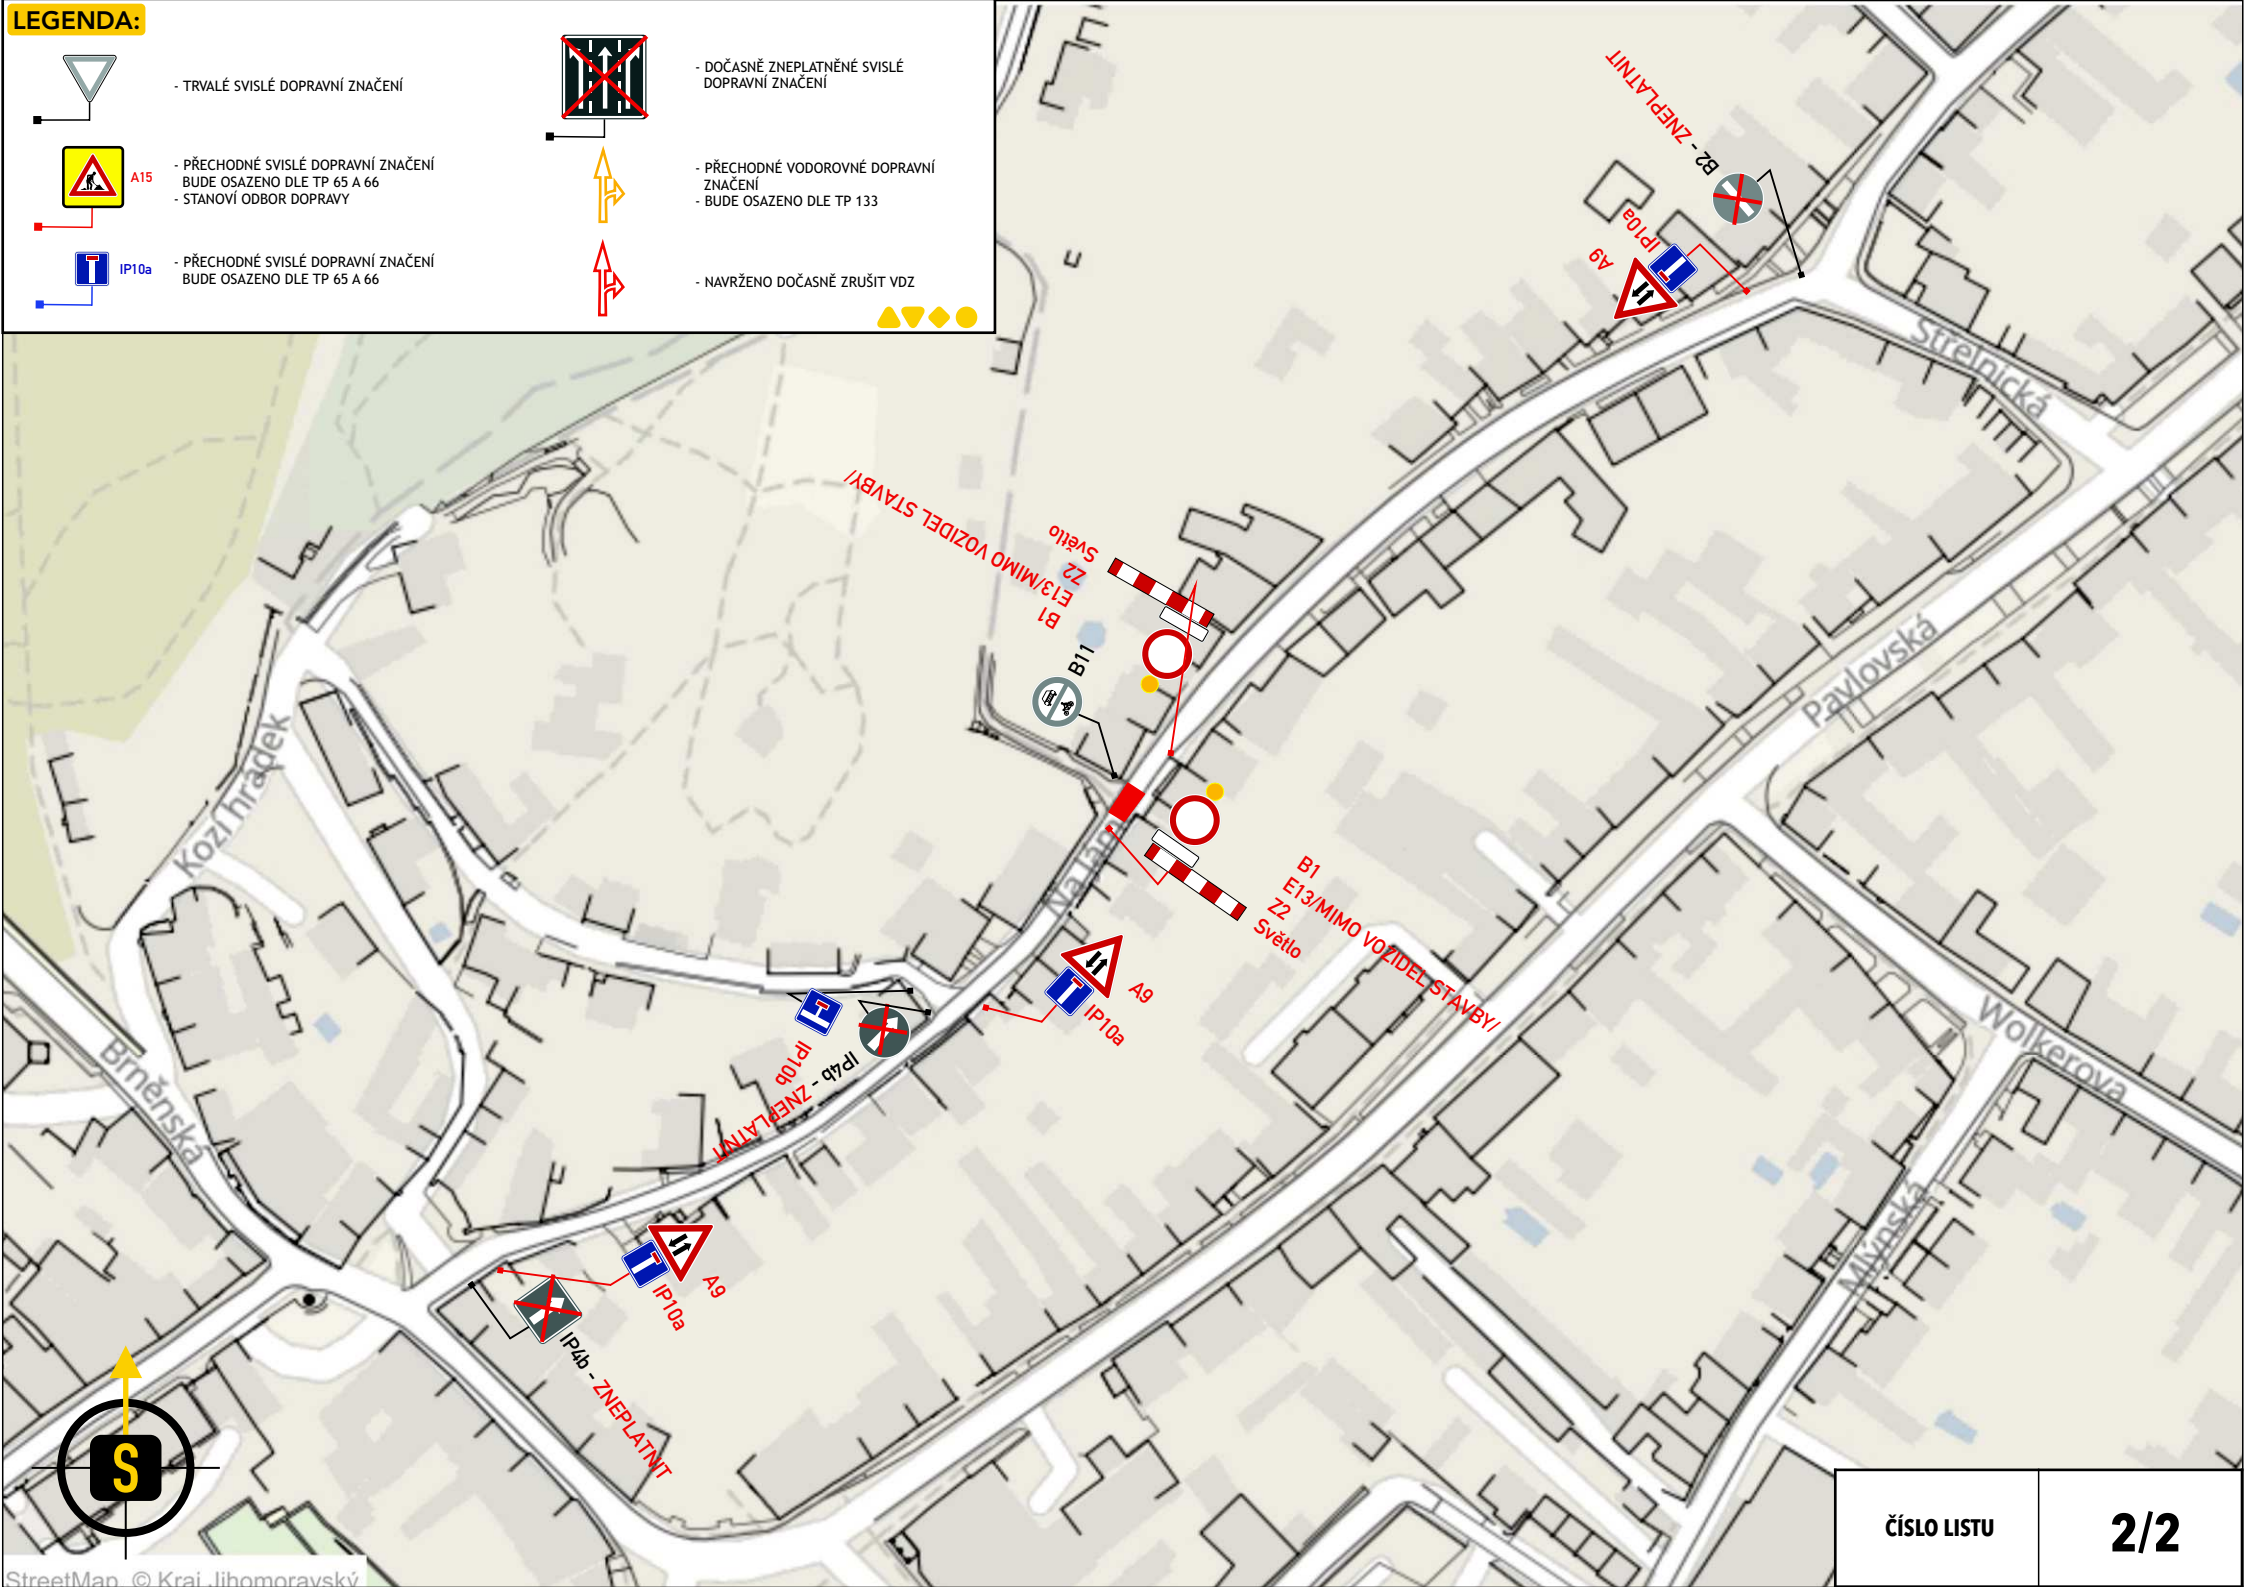 LEGENDA:
- TRVALÉ SVISLÉ DOPRAVNÍ ZNAČENÍ
A15
- PŘECHODNÉ SVISLÉ DOPRAVNÍ ZNAČENÍ
BUDE OSAZENO DLE TP 65 A 66
- STANOVÍ ODBOR DOPRAVY
IP10a
- PŘECHODNÉ SVISLÉ DOPRAVNÍ ZNAČENÍ
BUDE OSAZENO DLE TP 65 A 66
- DOČASNĚ ZNEPLATNĚNÉ SVISLÉ
DOPRAVNÍ ZNAČENÍ
- PŘECHODNÉ VODOROVNÉ DOPRAVNÍ
ZNAČENÍ
- BUDE OSAZENO DLE TP 133
- NAVRŽENO DOČASNĚ ZRUŠIT VDZ
B2 - ZNEPLATNIT
IP10a
A9
Střelnická
B1
E13/MIMO VOZIDEL STAVBY/
Z2
Světlo
B11
Pavlovská
Kozí hrádek
Na Jámě
B1
E13/MIMO VOZIDEL STAVBY/
Z2
Světlo
A9
IP10a
IP10b
IP4b - ZNEPLATNIT
Wolkerova
Brněnská
Mlýnská
A9
IP10a
IP4b - ZNEPLATNIT
S
StreetMap, © Kraj Jihomoravský
ČÍSLO LISTU
2/2